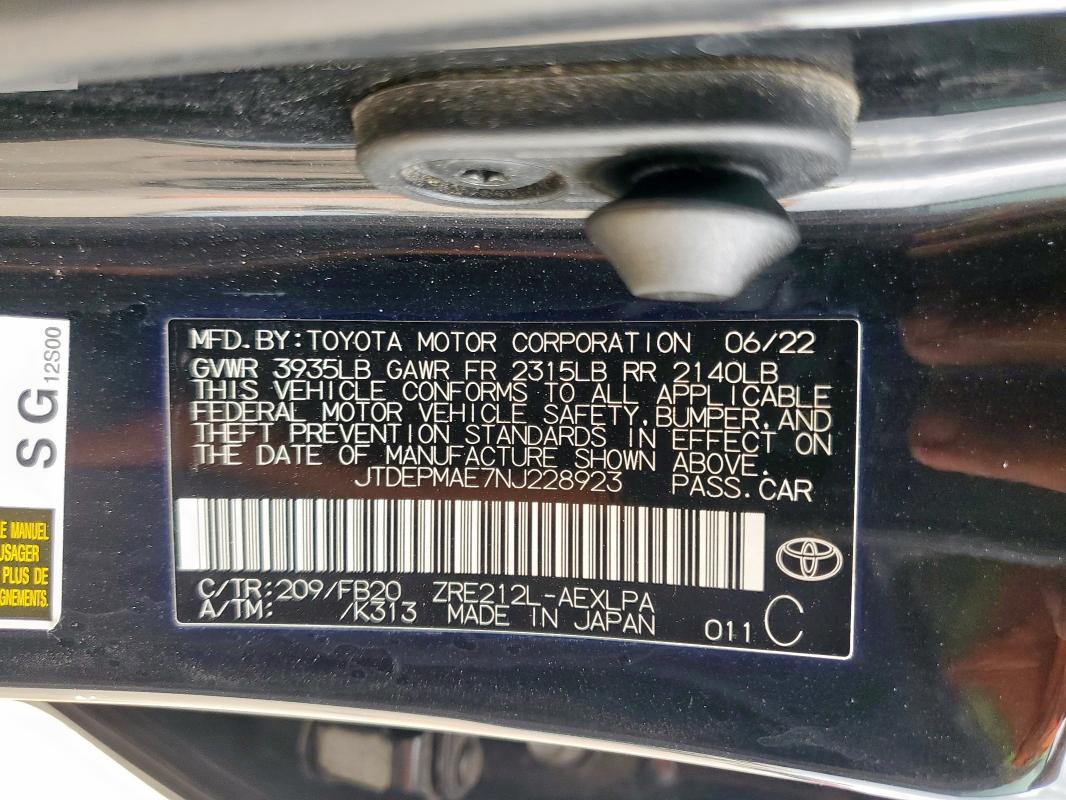 MFD.BY:TOYOTA MOTOR CORPORATION 06/22
GVWR 3935LB GAWR FR 2315LB RR 2140LB
THIS VEHICLE CONFORMS TO ALL APPLICABLE
FEDERAL MOTOR VEHICLE SAFETY,BUMPER,AND
THEFT PREVENTION STANDARDS IN EFFECT ON
THE DATE OF MANUFACTURE SHOWN ABOVE.
JTDEPMAE7NJ228923 PASS.CAR
C/TR:209/FB20 ZRE212L-AEXLPA
A/TM: /K313 MADE IN JAPAN 011 C
SG12S00
E MANUEL
USAGER
PLUS DE
GNEMENTS.